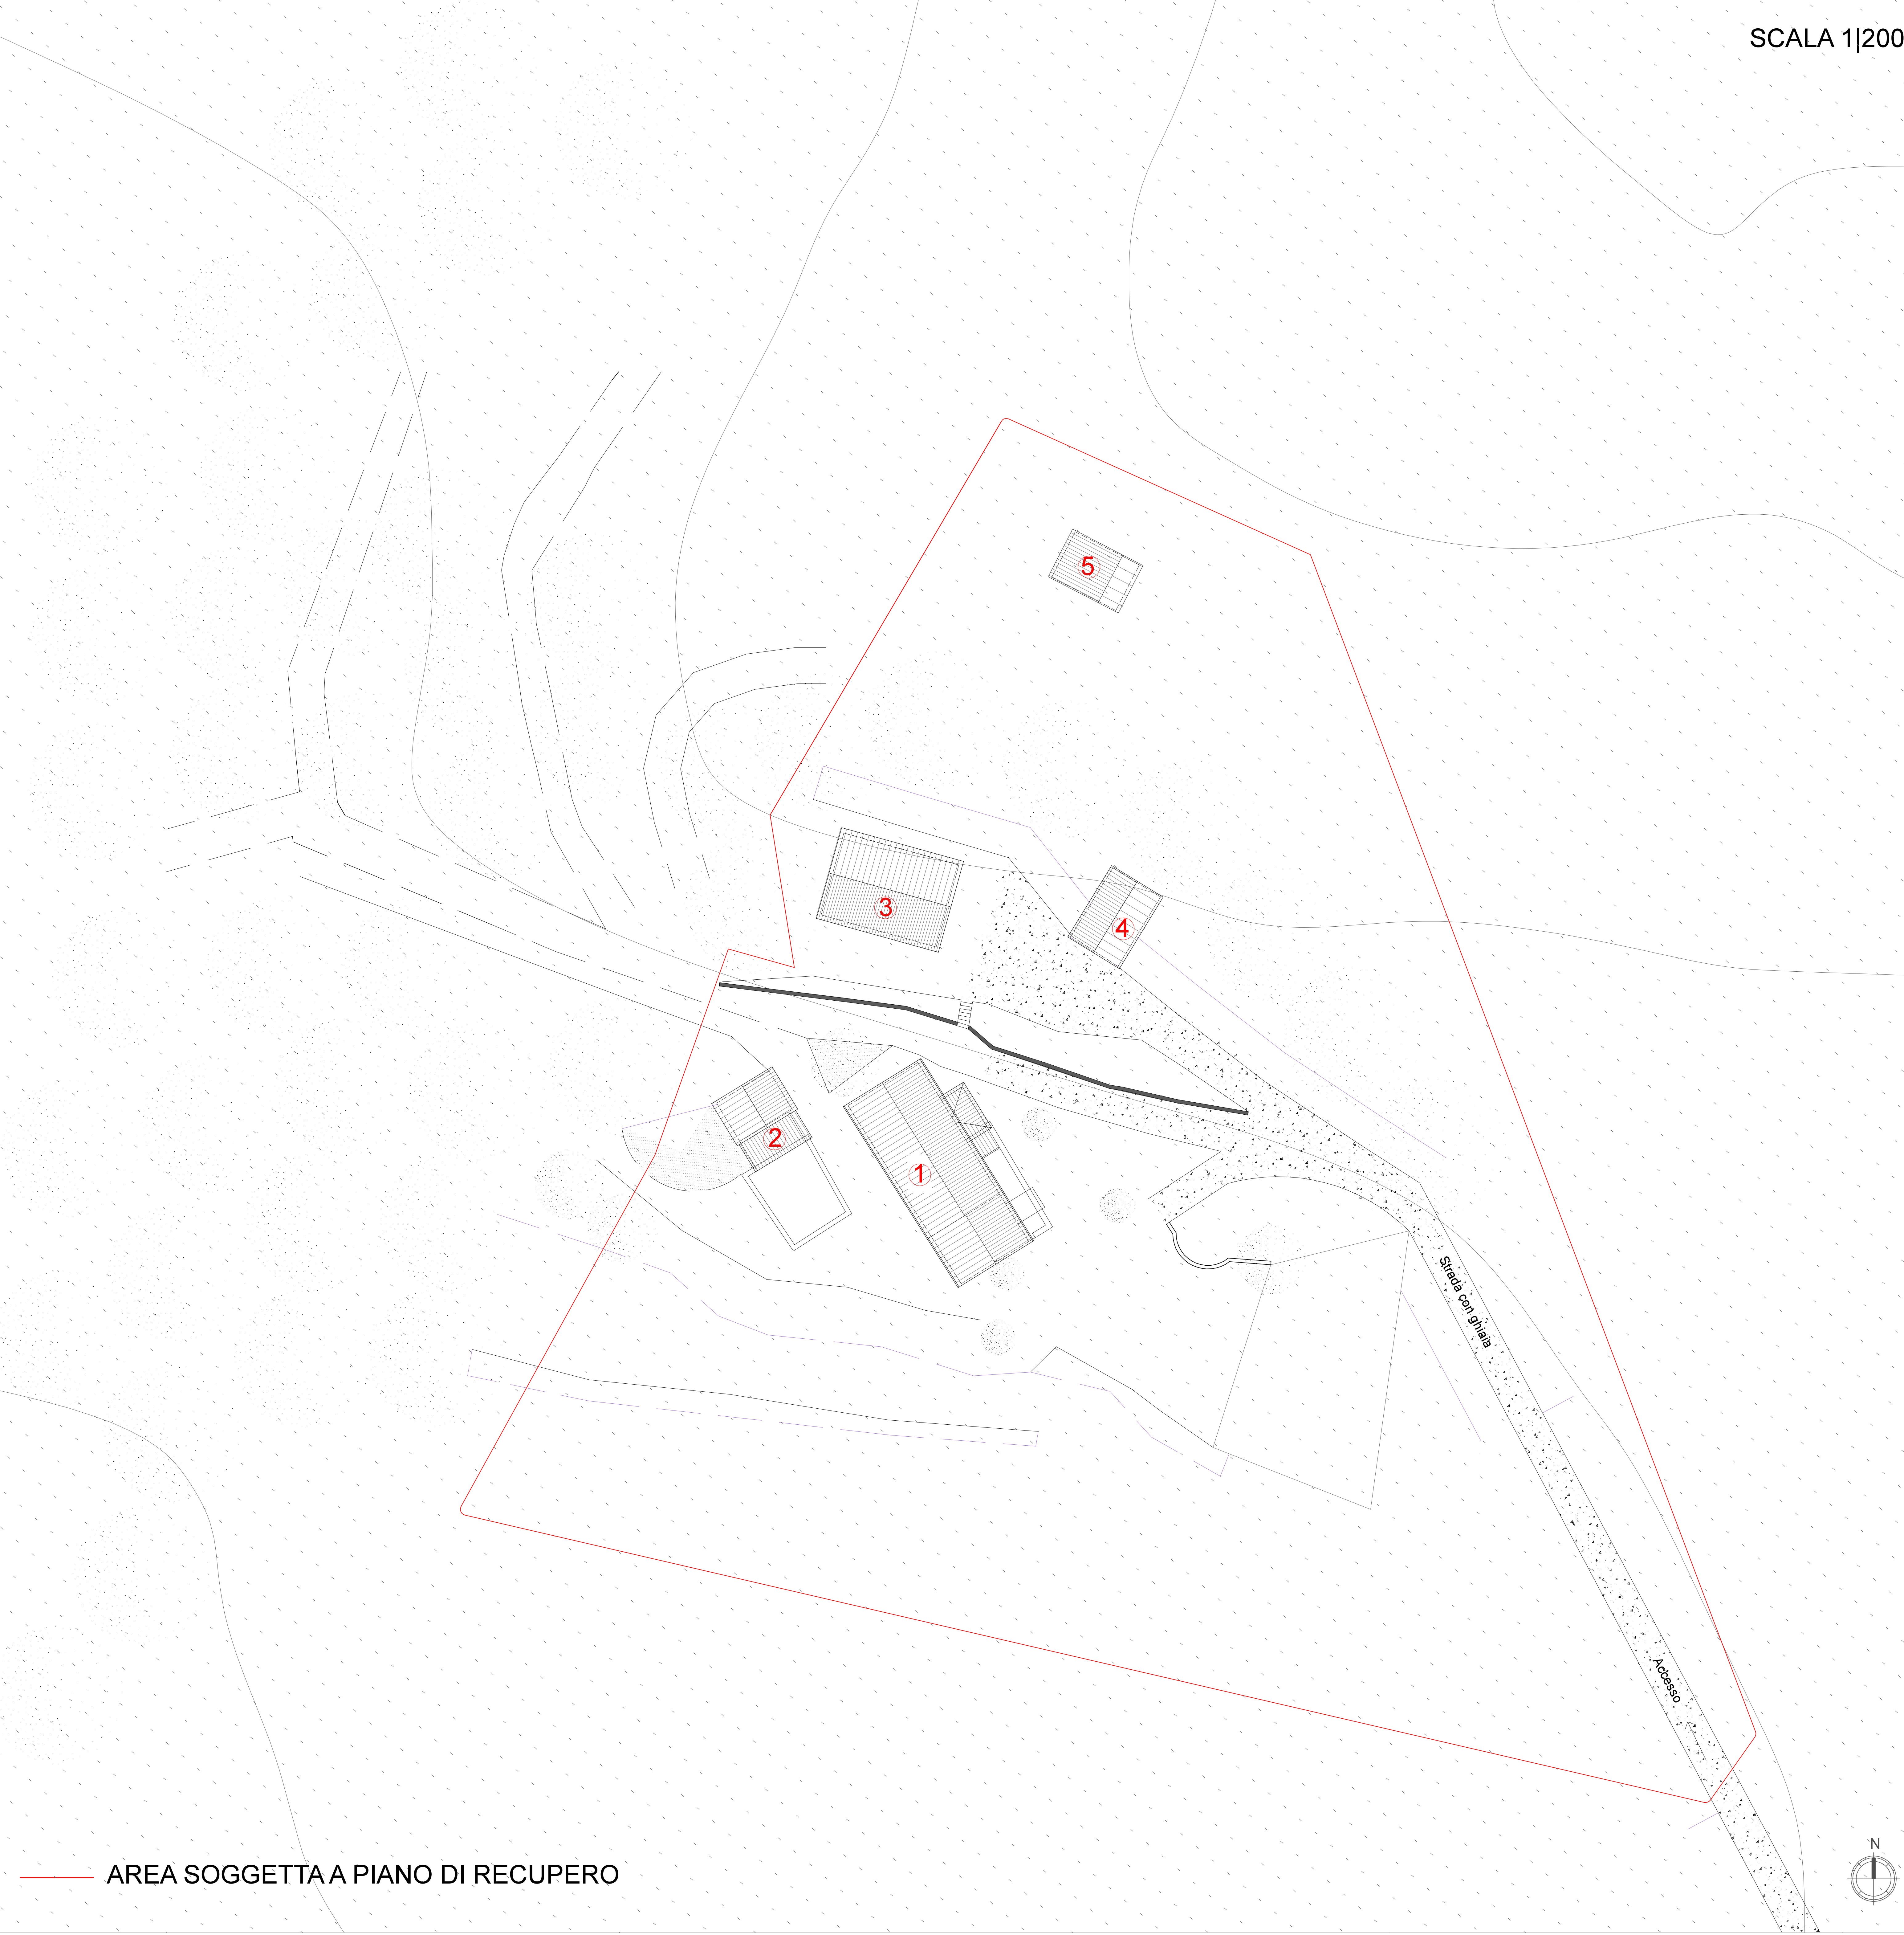 SCALA 1|200
5
3
4
2
1
Strada con ghiaia
Accesso
N
AREA SOGGETTA A PIANO DI RECUPERO